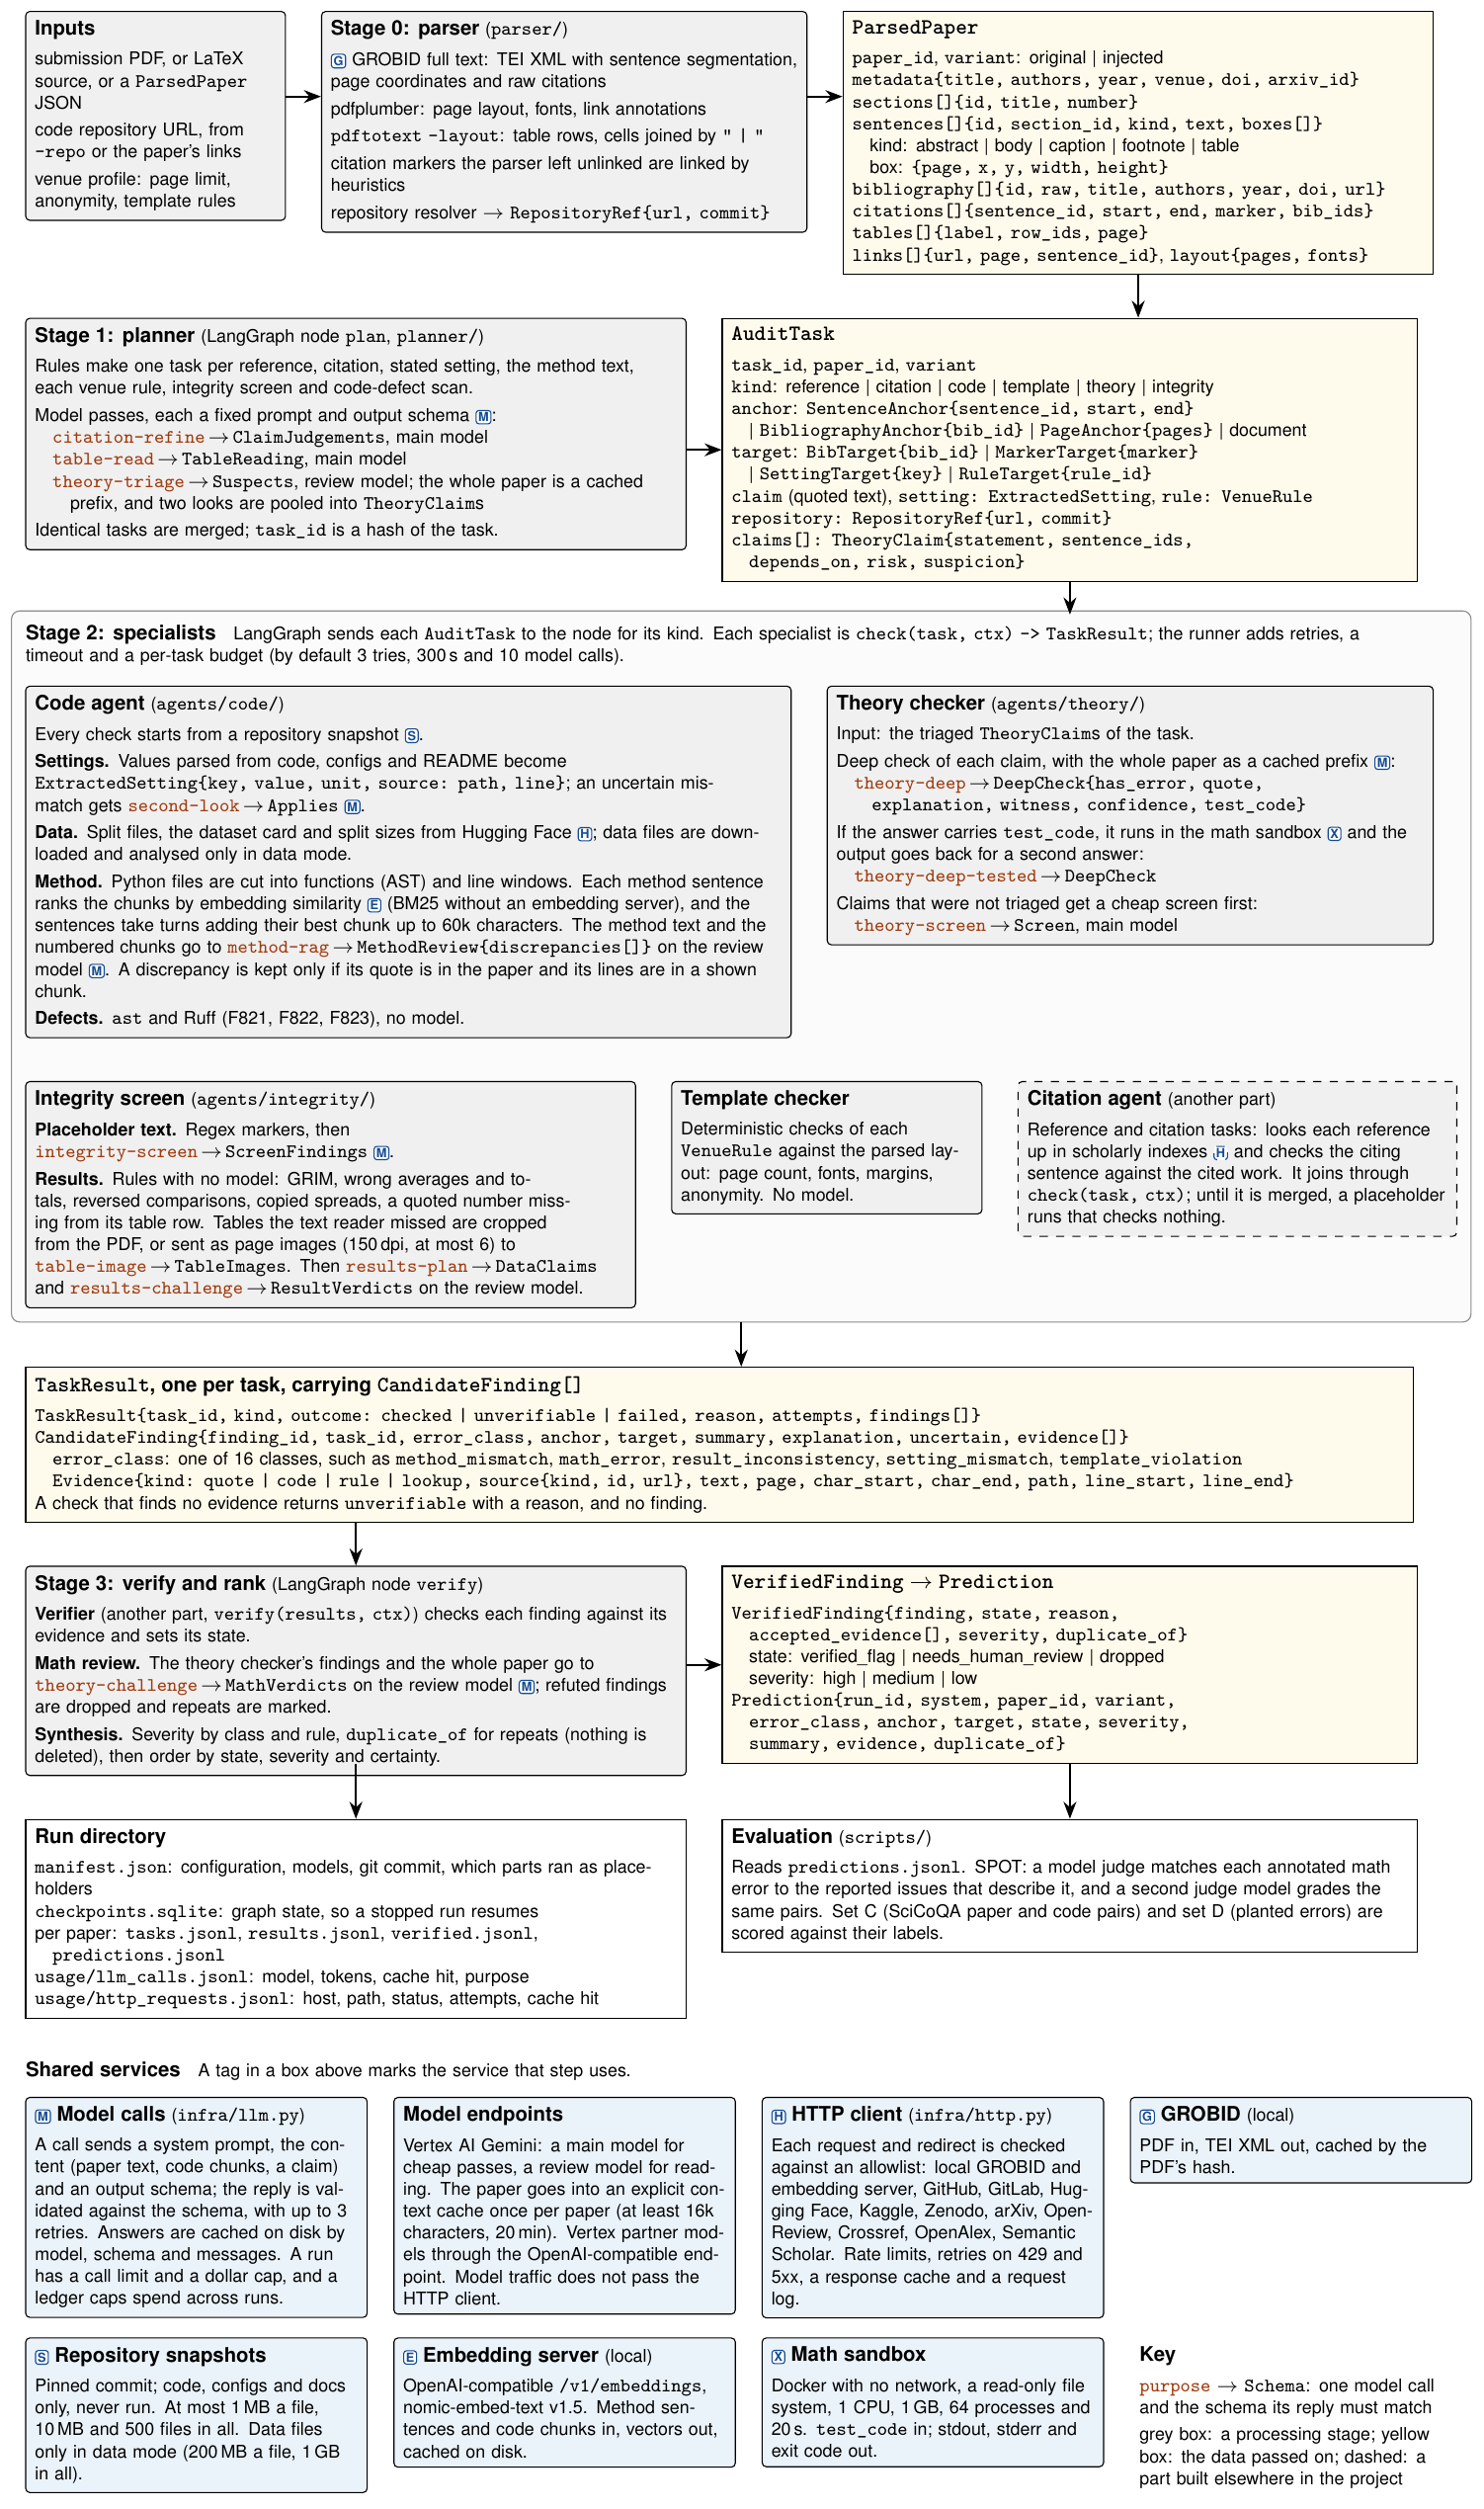 Inputs
submission PDF, or LaTeX
source, or a ParsedPaper
JSON
code repository URL, from
-repo or the paper's links
venue profile: page limit,
anonymity, template rules
Stage 0: parser (parser/)
G GROBID full text: TEI XML with sentence segmentation,
page coordinates and raw citations
pdfplumber: page layout, fonts, link annotations
pdftotext -layout: table rows, cells joined by " | "
citation markers the parser left unlinked are linked by
heuristics
repository resolver → RepositoryRef{url, commit}
ParsedPaper
paper_id, variant: original | injected
metadata{title, authors, year, venue, doi, arxiv_id}
sections[]{id, title, number}
sentences[]{id, section_id, kind, text, boxes[]}
kind: abstract | body | caption | footnote | table
box: {page, x, y, width, height}
bibliography[]{id, raw, title, authors, year, doi, url}
citations[]{sentence_id, start, end, marker, bib_ids}
tables[]{label, row_ids, page}
links[]{url, page, sentence_id}, layout{pages, fonts}
Stage 1: planner (LangGraph node plan, planner/)
Rules make one task per reference, citation, stated setting, the method text,
each venue rule, integrity screen and code-defect scan.
Model passes, each a fixed prompt and output schema M:
citation-refine → ClaimJudgements, main model
table-read → TableReading, main model
theory-triage → Suspects, review model; the whole paper is a cached
prefix, and two looks are pooled into TheoryClaims
Identical tasks are merged; task_id is a hash of the task.
AuditTask
task_id, paper_id, variant
kind: reference | citation | code | template | theory | integrity
anchor: SentenceAnchor{sentence_id, start, end}
| BibliographyAnchor{bib_id} | PageAnchor{pages} | document
target: BibTarget{bib_id} | MarkerTarget{marker}
| SettingTarget{key} | RuleTarget{rule_id}
claim (quoted text), setting: ExtractedSetting, rule: VenueRule
repository: RepositoryRef{url, commit}
claims[]: TheoryClaim{statement, sentence_ids,
depends_on, risk, suspicion}
Stage 2: specialists LangGraph sends each AuditTask to the node for its kind. Each specialist is check(task, ctx) -> TaskResult; the runner adds retries, a
timeout and a per-task budget (by default 3 tries, 300 s and 10 model calls).
Code agent (agents/code/)
Every check starts from a repository snapshot S.
Settings. Values parsed from code, configs and README become
ExtractedSetting{key, value, unit, source: path, line}; an uncertain mis-
match gets second-look → Applies M.
Data. Split files, the dataset card and split sizes from Hugging Face H; data files are down-
loaded and analysed only in data mode.
Method. Python files are cut into functions (AST) and line windows. Each method sentence
ranks the chunks by embedding similarity E (BM25 without an embedding server), and the
sentences take turns adding their best chunk up to 60k characters. The method text and the
numbered chunks go to method-rag → MethodReview{discrepancies[]} on the review
model M. A discrepancy is kept only if its quote is in the paper and its lines are in a shown
chunk.
Defects. ast and Ruff (F821, F822, F823), no model.
Theory checker (agents/theory/)
Input: the triaged TheoryClaims of the task.
Deep check of each claim, with the whole paper as a cached prefix M:
theory-deep → DeepCheck{has_error, quote,
explanation, witness, confidence, test_code}
If the answer carries test_code, it runs in the math sandbox X and the
output goes back for a second answer:
theory-deep-tested → DeepCheck
Claims that were not triaged get a cheap screen first:
theory-screen → Screen, main model
Integrity screen (agents/integrity/)
Placeholder text. Regex markers, then
integrity-screen → ScreenFindings M.
Results. Rules with no model: GRIM, wrong averages and to-
tals, reversed comparisons, copied spreads, a quoted number miss-
ing from its table row. Tables the text reader missed are cropped
from the PDF, or sent as page images (150 dpi, at most 6) to
table-image → TableImages. Then results-plan → DataClaims
and results-challenge → ResultVerdicts on the review model.
Template checker
Deterministic checks of each
VenueRule against the parsed lay-
out: page count, fonts, margins,
anonymity. No model.
Citation agent (another part)
Reference and citation tasks: looks each reference
up in scholarly indexes H and checks the citing
sentence against the cited work. It joins through
check(task, ctx); until it is merged, a placeholder
runs that checks nothing.
TaskResult, one per task, carrying CandidateFinding[]
TaskResult{task_id, kind, outcome: checked | unverifiable | failed, reason, attempts, findings[]}
CandidateFinding{finding_id, task_id, error_class, anchor, target, summary, explanation, uncertain, evidence[]}
error_class: one of 16 classes, such as method_mismatch, math_error, result_inconsistency, setting_mismatch, template_violation
Evidence{kind: quote | code | rule | lookup, source{kind, id, url}, text, page, char_start, char_end, path, line_start, line_end}
A check that finds no evidence returns unverifiable with a reason, and no finding.
Stage 3: verify and rank (LangGraph node verify)
Verifier (another part, verify(results, ctx)) checks each finding against its
evidence and sets its state.
Math review. The theory checker's findings and the whole paper go to
theory-challenge → MathVerdicts on the review model M; refuted findings
are dropped and repeats are marked.
Synthesis. Severity by class and rule, duplicate_of for repeats (nothing is
deleted), then order by state, severity and certainty.
VerifiedFinding → Prediction
VerifiedFinding{finding, state, reason,
accepted_evidence[], severity, duplicate_of}
state: verified_flag | needs_human_review | dropped
severity: high | medium | low
Prediction{run_id, system, paper_id, variant,
error_class, anchor, target, state, severity,
summary, evidence, duplicate_of}
Run directory
manifest.json: configuration, models, git commit, which parts ran as place-
holders
checkpoints.sqlite: graph state, so a stopped run resumes
per paper: tasks.jsonl, results.jsonl, verified.jsonl,
predictions.jsonl
usage/llm_calls.jsonl: model, tokens, cache hit, purpose
usage/http_requests.jsonl: host, path, status, attempts, cache hit
Evaluation (scripts/)
Reads predictions.jsonl. SPOT: a model judge matches each annotated math
error to the reported issues that describe it, and a second judge model grades the
same pairs. Set C (SciCoQA paper and code pairs) and set D (planted errors) are
scored against their labels.
Shared services A tag in a box above marks the service that step uses.
M Model calls (infra/llm.py)
A call sends a system prompt, the con-
tent (paper text, code chunks, a claim)
and an output schema; the reply is val-
idated against the schema, with up to 3
retries. Answers are cached on disk by
model, schema and messages. A run
has a call limit and a dollar cap, and a
ledger caps spend across runs.
Model endpoints
Vertex AI Gemini: a main model for
cheap passes, a review model for read-
ing. The paper goes into an explicit con-
text cache once per paper (at least 16k
characters, 20 min). Vertex partner mod-
els through the OpenAI-compatible end-
point. Model traffic does not pass the
HTTP client.
H HTTP client (infra/http.py)
Each request and redirect is checked
against an allowlist: local GROBID and
embedding server, GitHub, GitLab, Hug-
ging Face, Kaggle, Zenodo, arXiv, Open-
Review, Crossref, OpenAlex, Semantic
Scholar. Rate limits, retries on 429 and
5xx, a response cache and a request
log.
G GROBID (local)
PDF in, TEI XML out, cached by the
PDF's hash.
S Repository snapshots
Pinned commit; code, configs and docs
only, never run. At most 1 MB a file,
10 MB and 500 files in all. Data files
only in data mode (200 MB a file, 1 GB
in all).
E Embedding server (local)
OpenAI-compatible /v1/embeddings,
nomic-embed-text v1.5. Method sen-
tences and code chunks in, vectors out,
cached on disk.
X Math sandbox
Docker with no network, a read-only file
system, 1 CPU, 1 GB, 64 processes and
20 s. test_code in; stdout, stderr and
exit code out.
Key
purpose → Schema: one model call
and the schema its reply must match
grey box: a processing stage; yellow
box: the data passed on; dashed: a
part built elsewhere in the project